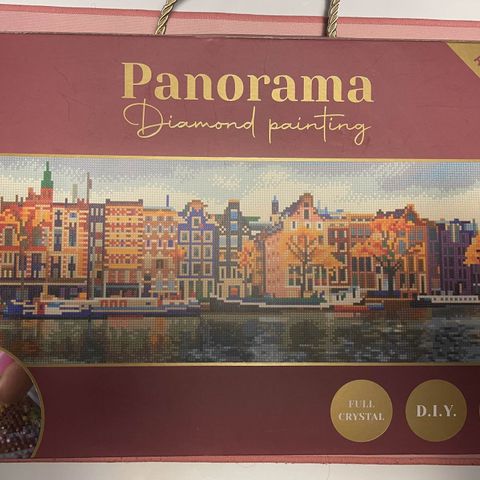 Panorama
Diamond painting
FULL
CRYSTAL
D.I.Y.